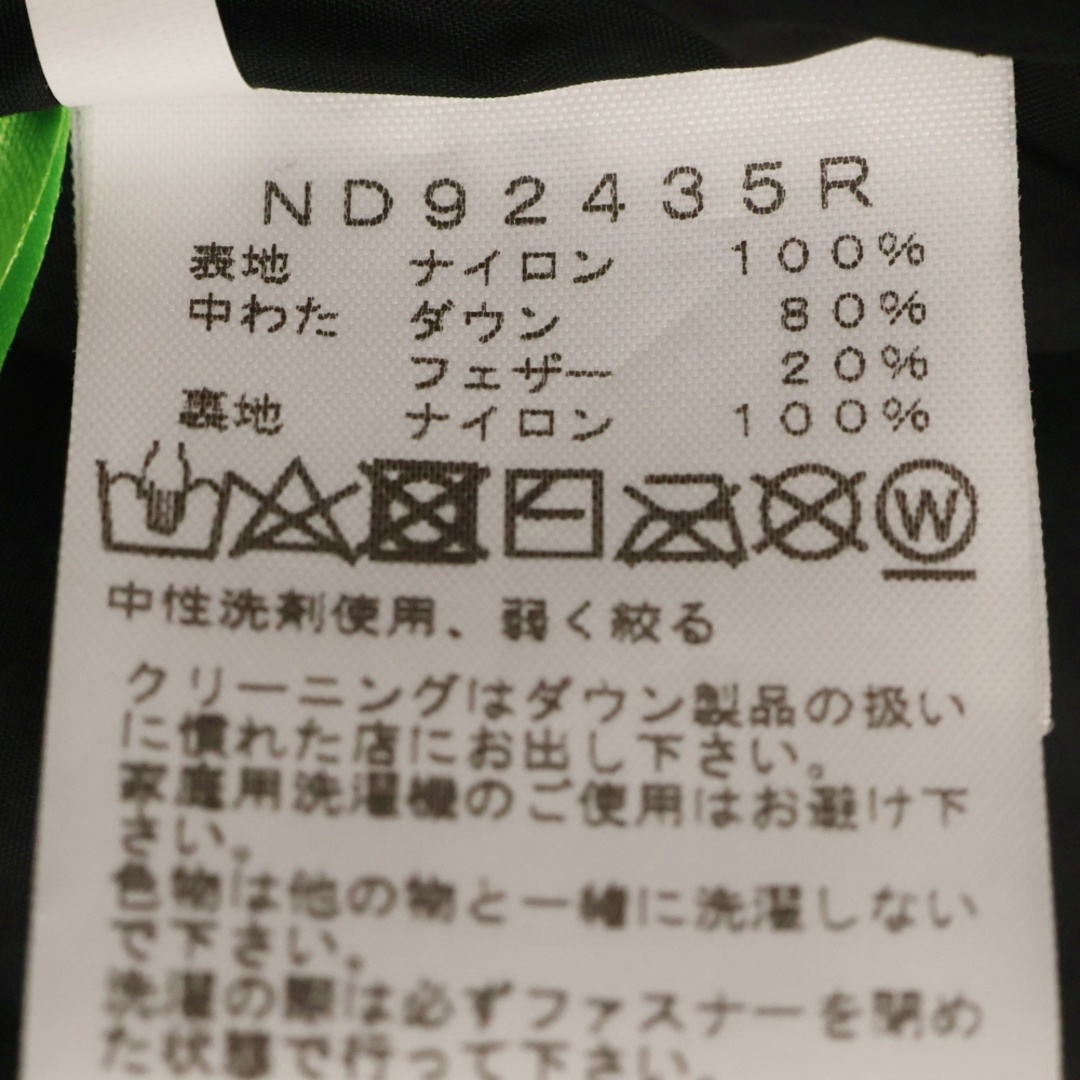 ND92435R
表地 ナイロン 100%
中わた ダウン 80%
フェザー 20%
裏地 ナイロン 100%
W
中性洗剤使用、弱く絞る
クリーニングはダウン製品の扱い
に慣れた店にお出し下さい。
家庭用洗濯機のご使用はお避け下
さい。
色物は他の物と一緒に洗濯しない
で下さい。
洗濯の際は必ずファスナーを閉め
た状態で行って下さい。